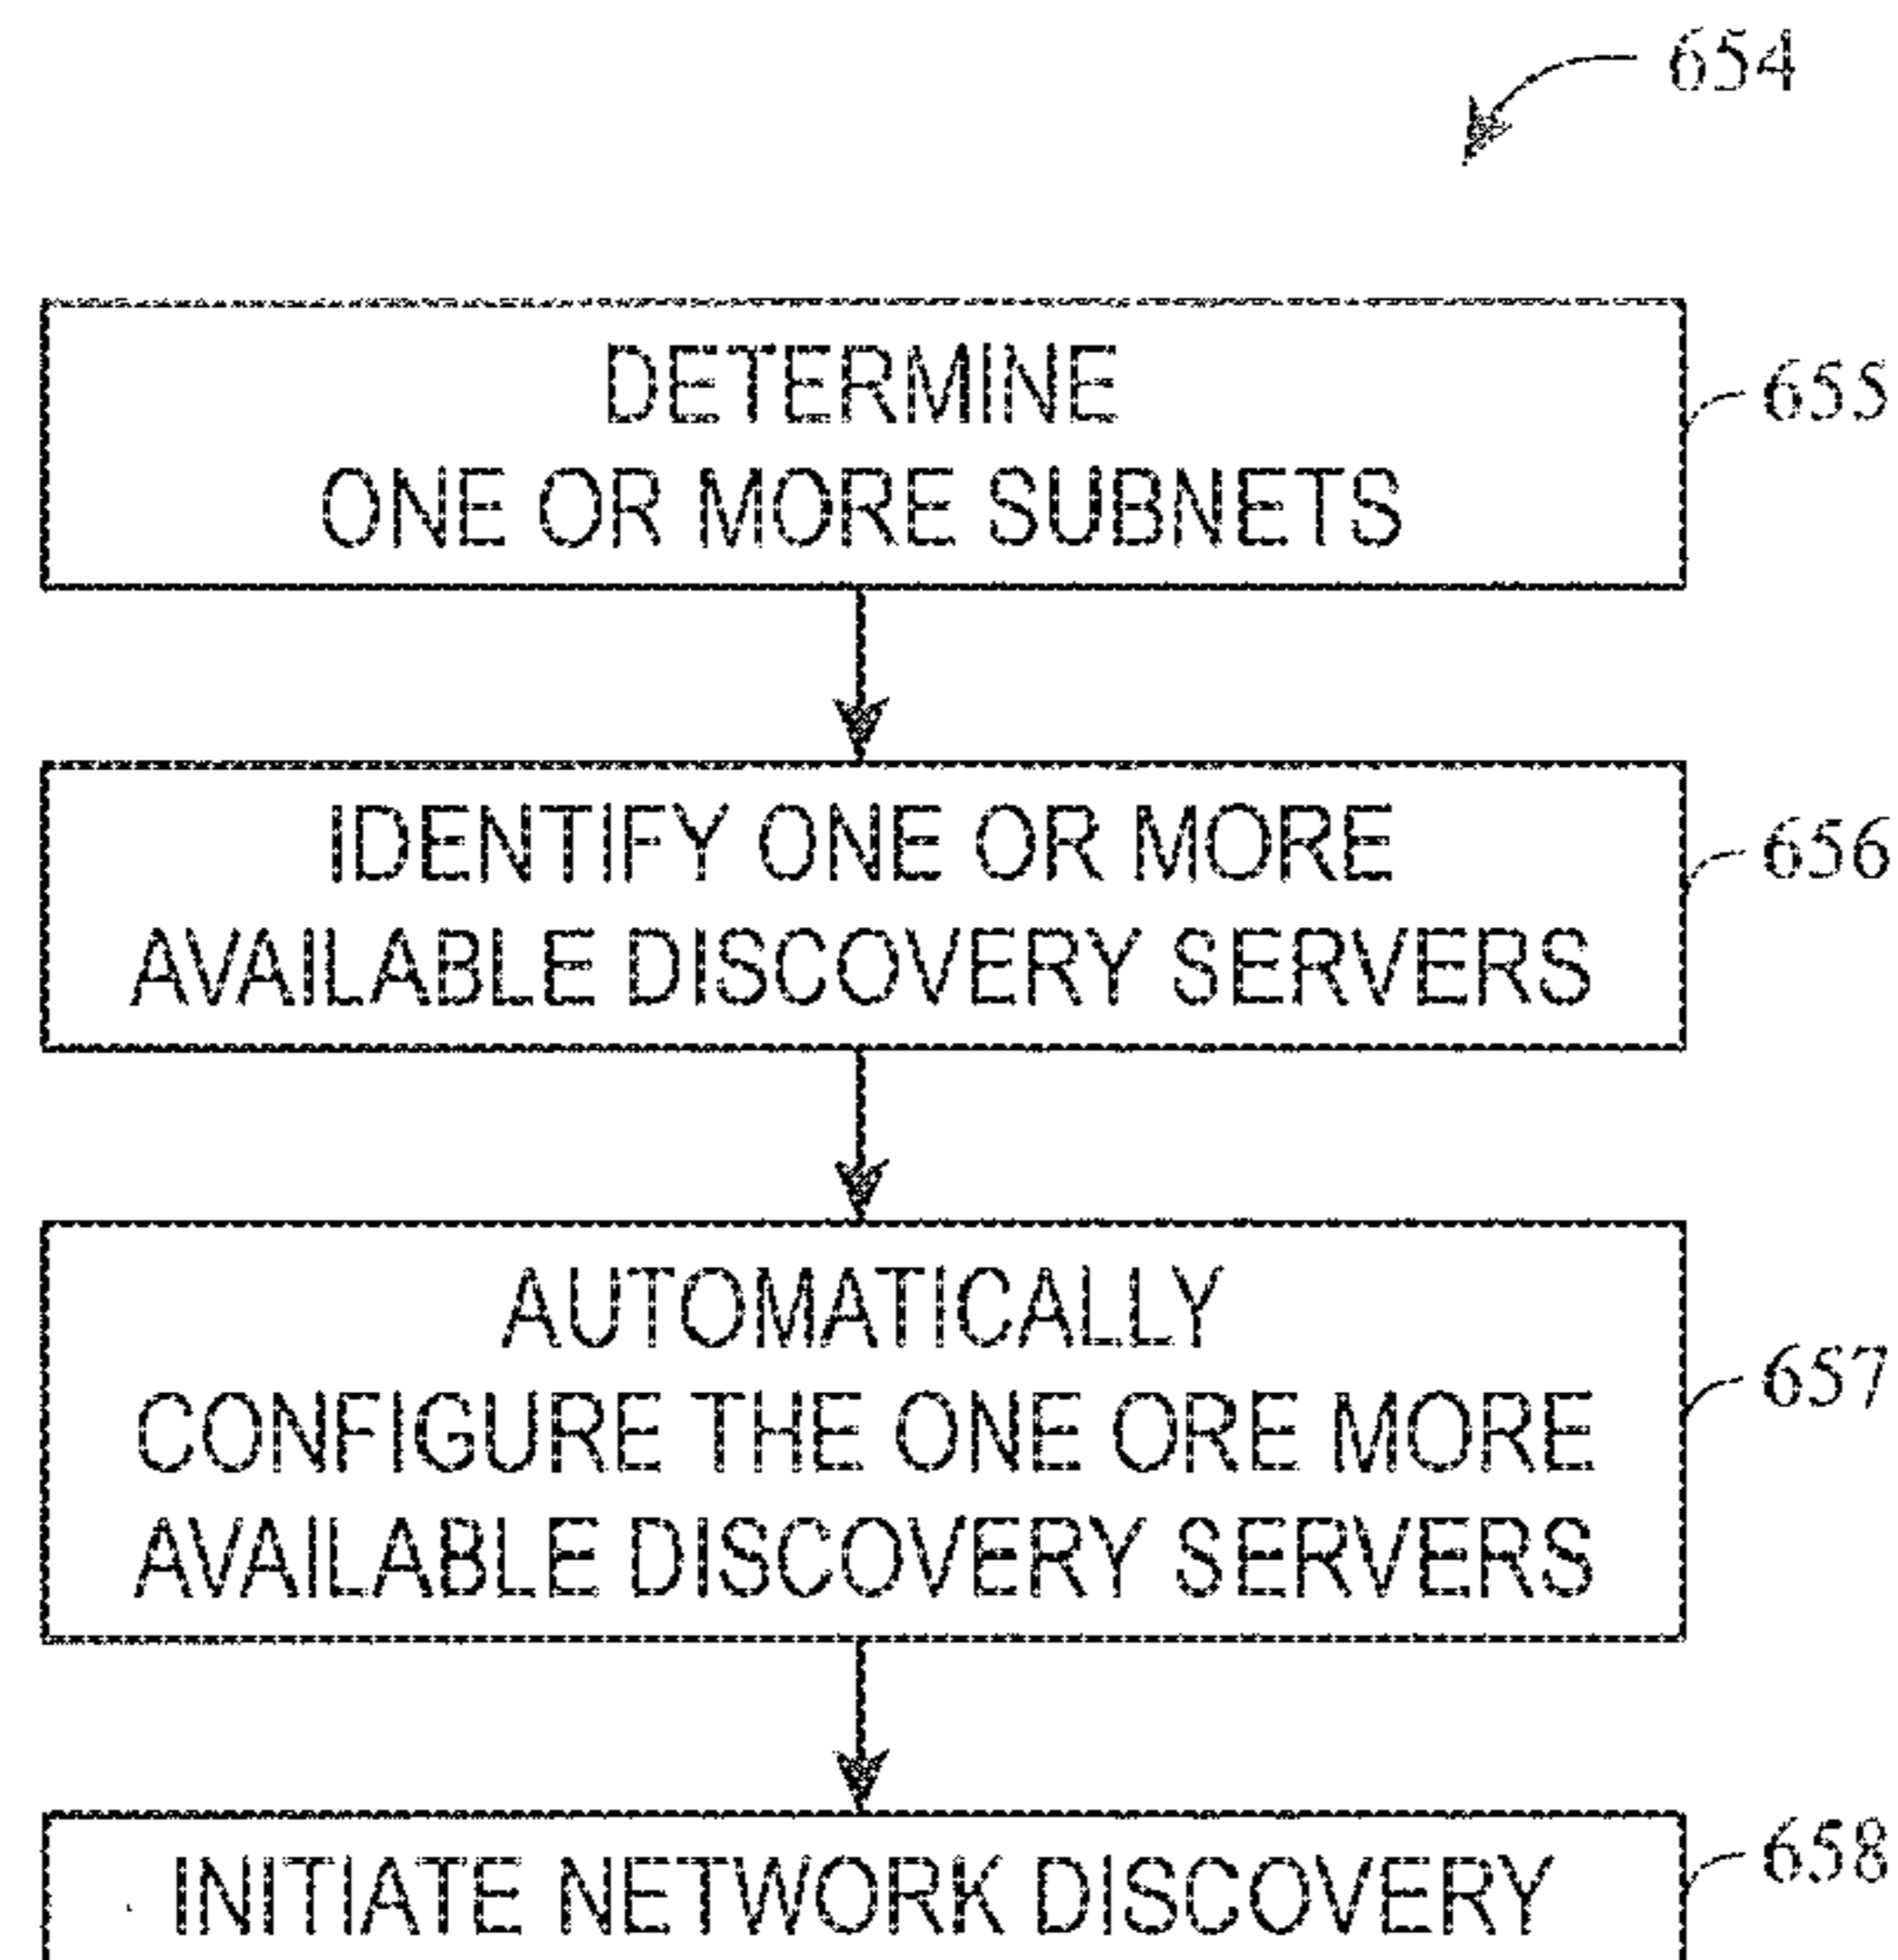 654
DETERMINE
ONE OR MORE SUBNETS
655
IDENTIFY ONE OR MORE
AVAILABLE DISCOVERY SERVERS
656
AUTOMATICALLY
CONFIGURE THE ONE ORE MORE
AVAILABLE DISCOVERY SERVERS
657
INITIATE NETWORK DISCOVERY
658